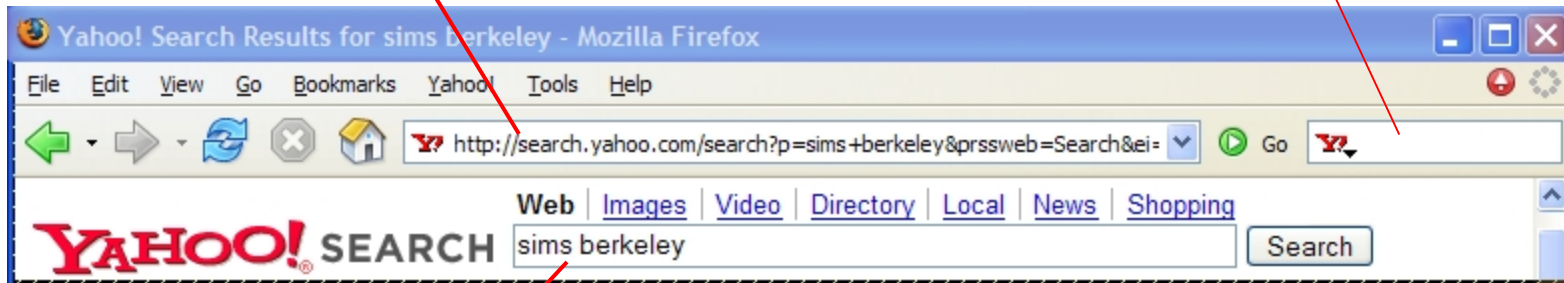 Yahoo! Search Results for sims berkeley - Mozilla Firefox
File Edit View Go Bookmarks Yahoo! Tools Help
Y! http://search.yahoo.com/search?p=sims+berkeley&prssweb=Search&ei= Go Y!
Web | Images | Video | Directory | Local | News | Shopping
YAHOO!® SEARCH sims berkeley Search